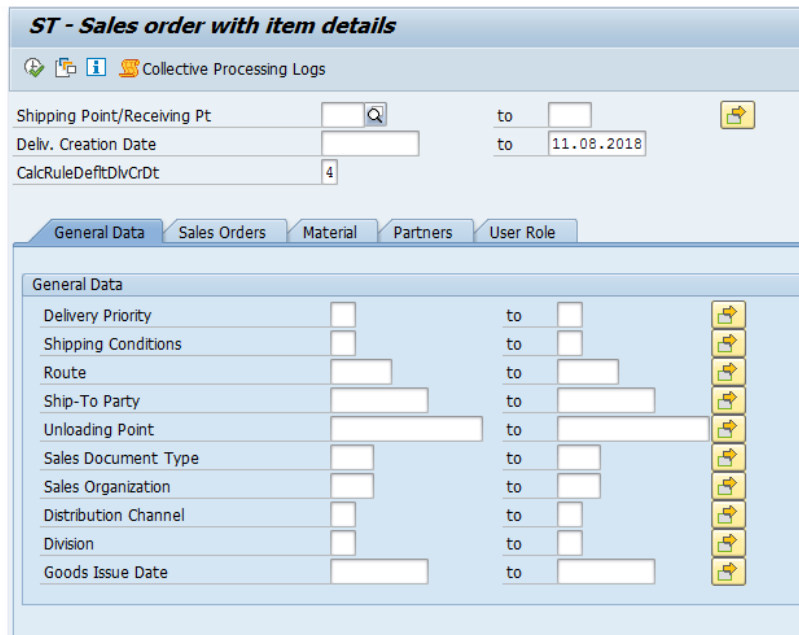 ST - Sales order with item details
Collective Processing Logs
Shipping Point/Receiving Pt to
Deliv. Creation Date to 11.08.2018
CalcRuleDefltDlvCrDt 4
General Data Sales Orders Material Partners User Role
General Data
Delivery Priority to
Shipping Conditions to
Route to
Ship-To Party to
Unloading Point to
Sales Document Type to
Sales Organization to
Distribution Channel to
Division to
Goods Issue Date to